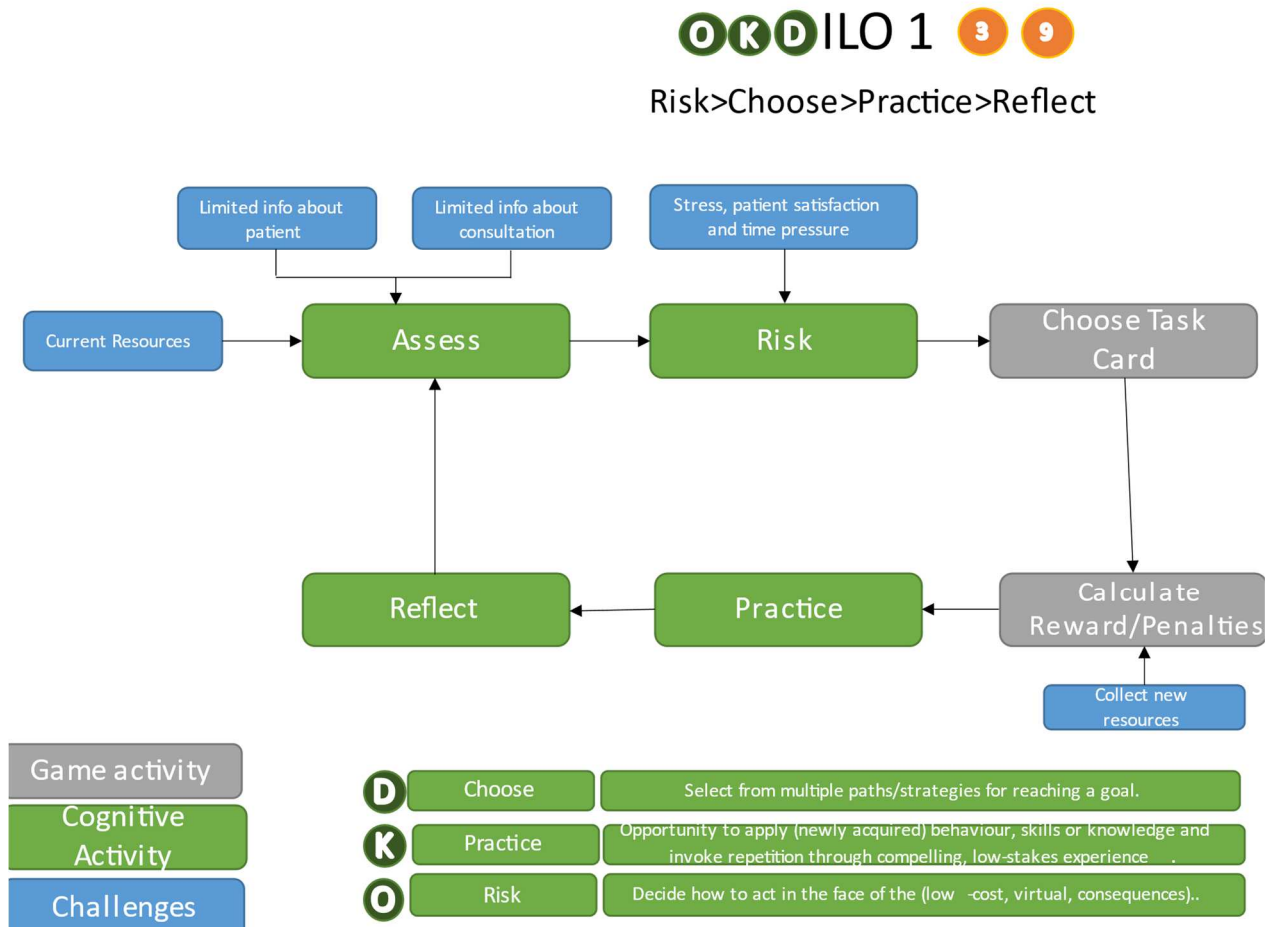 O K D ILO 1 3 9
Risk>Choose>Practice>Reflect
Limited info about
patient
Limited info about
consultation
Stress, patient satisfaction
and time pressure
Current Resources
Assess
Risk
Choose Task
Card
Reflect
Practice
Calculate
Reward/Penalties
Collect new
resources
Game activity
Cognitive
Activity
Challenges
D Choose Select from multiple paths/strategies for reaching a goal.
K Practice Opportunity to apply (newly acquired) behaviour, skills or knowledge and
invoke repetition through compelling, low-stakes experience .
O Risk Decide how to act in the face of the (low -cost, virtual, consequences)..